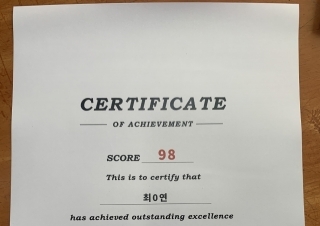 CERTIFICATE
OF ACHIEVEMENT
SCORE 98
This is to certify that
최0연
has achieved outstanding excellence